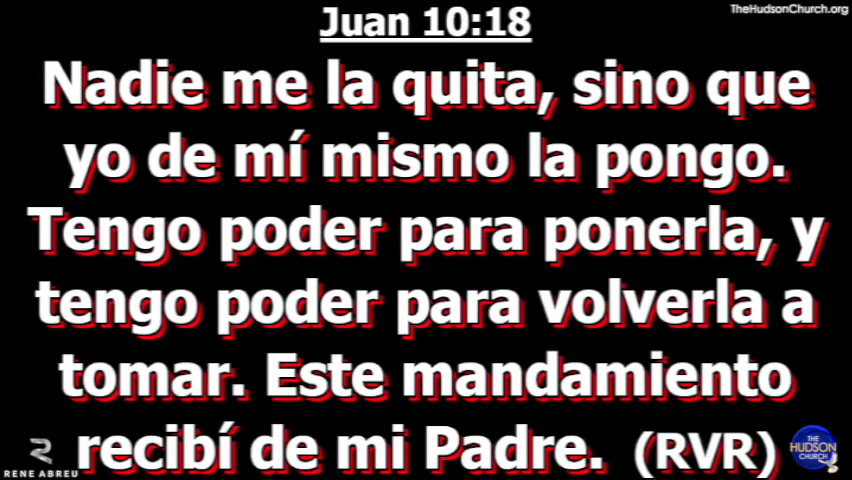 TheHudsonChurch.org
Juan 10:18
Nadie me la quita, sino que
yo de mí mismo la pongo.
Tengo poder para ponerla, y
tengo poder para volverla a
tomar. Este mandamiento
recibí de mi Padre. (RVR)
RENE ABREU
THE
HUDSON
CHURCH